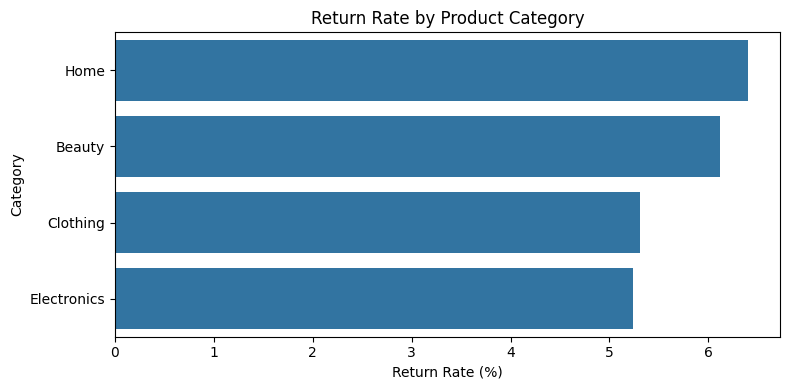 Return Rate by Product Category
Category
Home
Beauty
Clothing
Electronics
0 1 2 3 4 5 6
Return Rate (%)